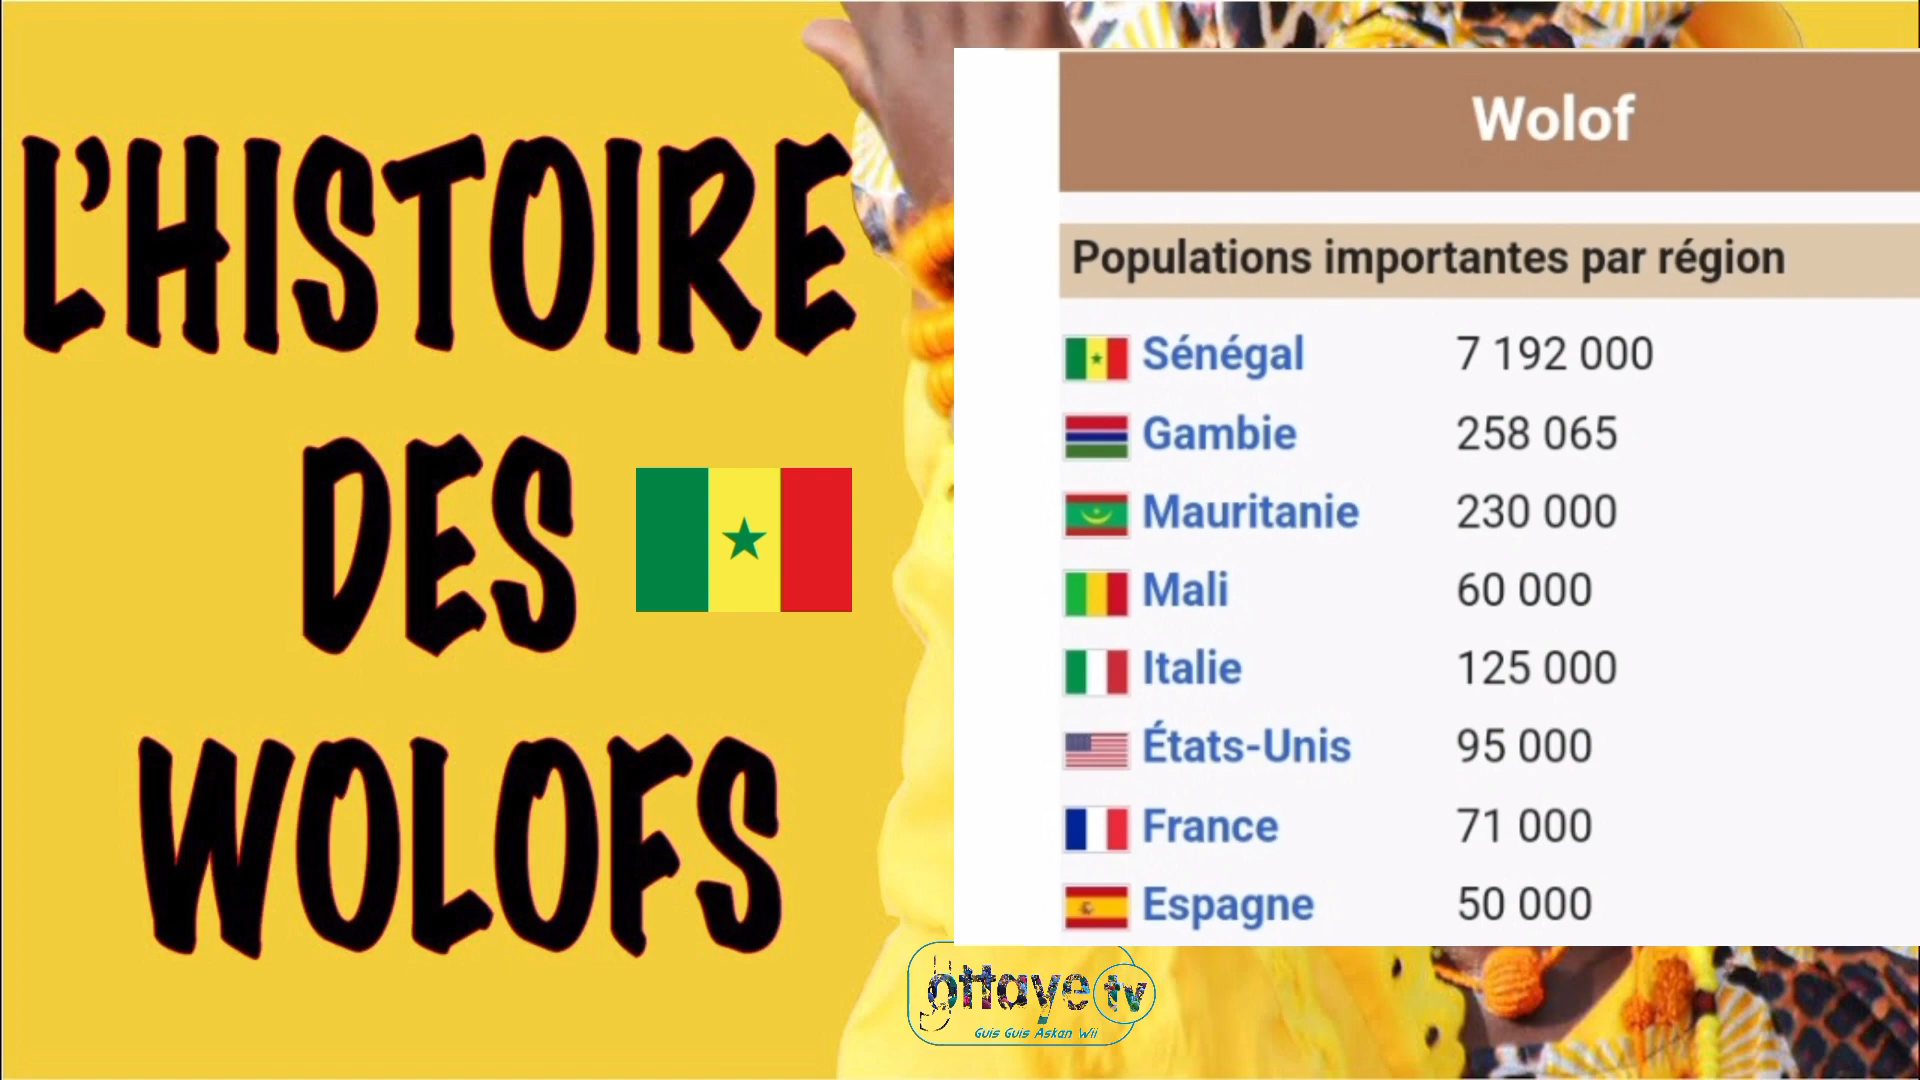 L'HISTOIRE
DES
WOLOFS
Wolof
Populations importantes par région
Sénégal 7 192 000
Gambie 258 065
Mauritanie 230 000
Mali 60 000
Italie 125 000
États-Unis 95 000
France 71 000
Espagne 50 000
gottaye tv
Guis Guis Askan Wii